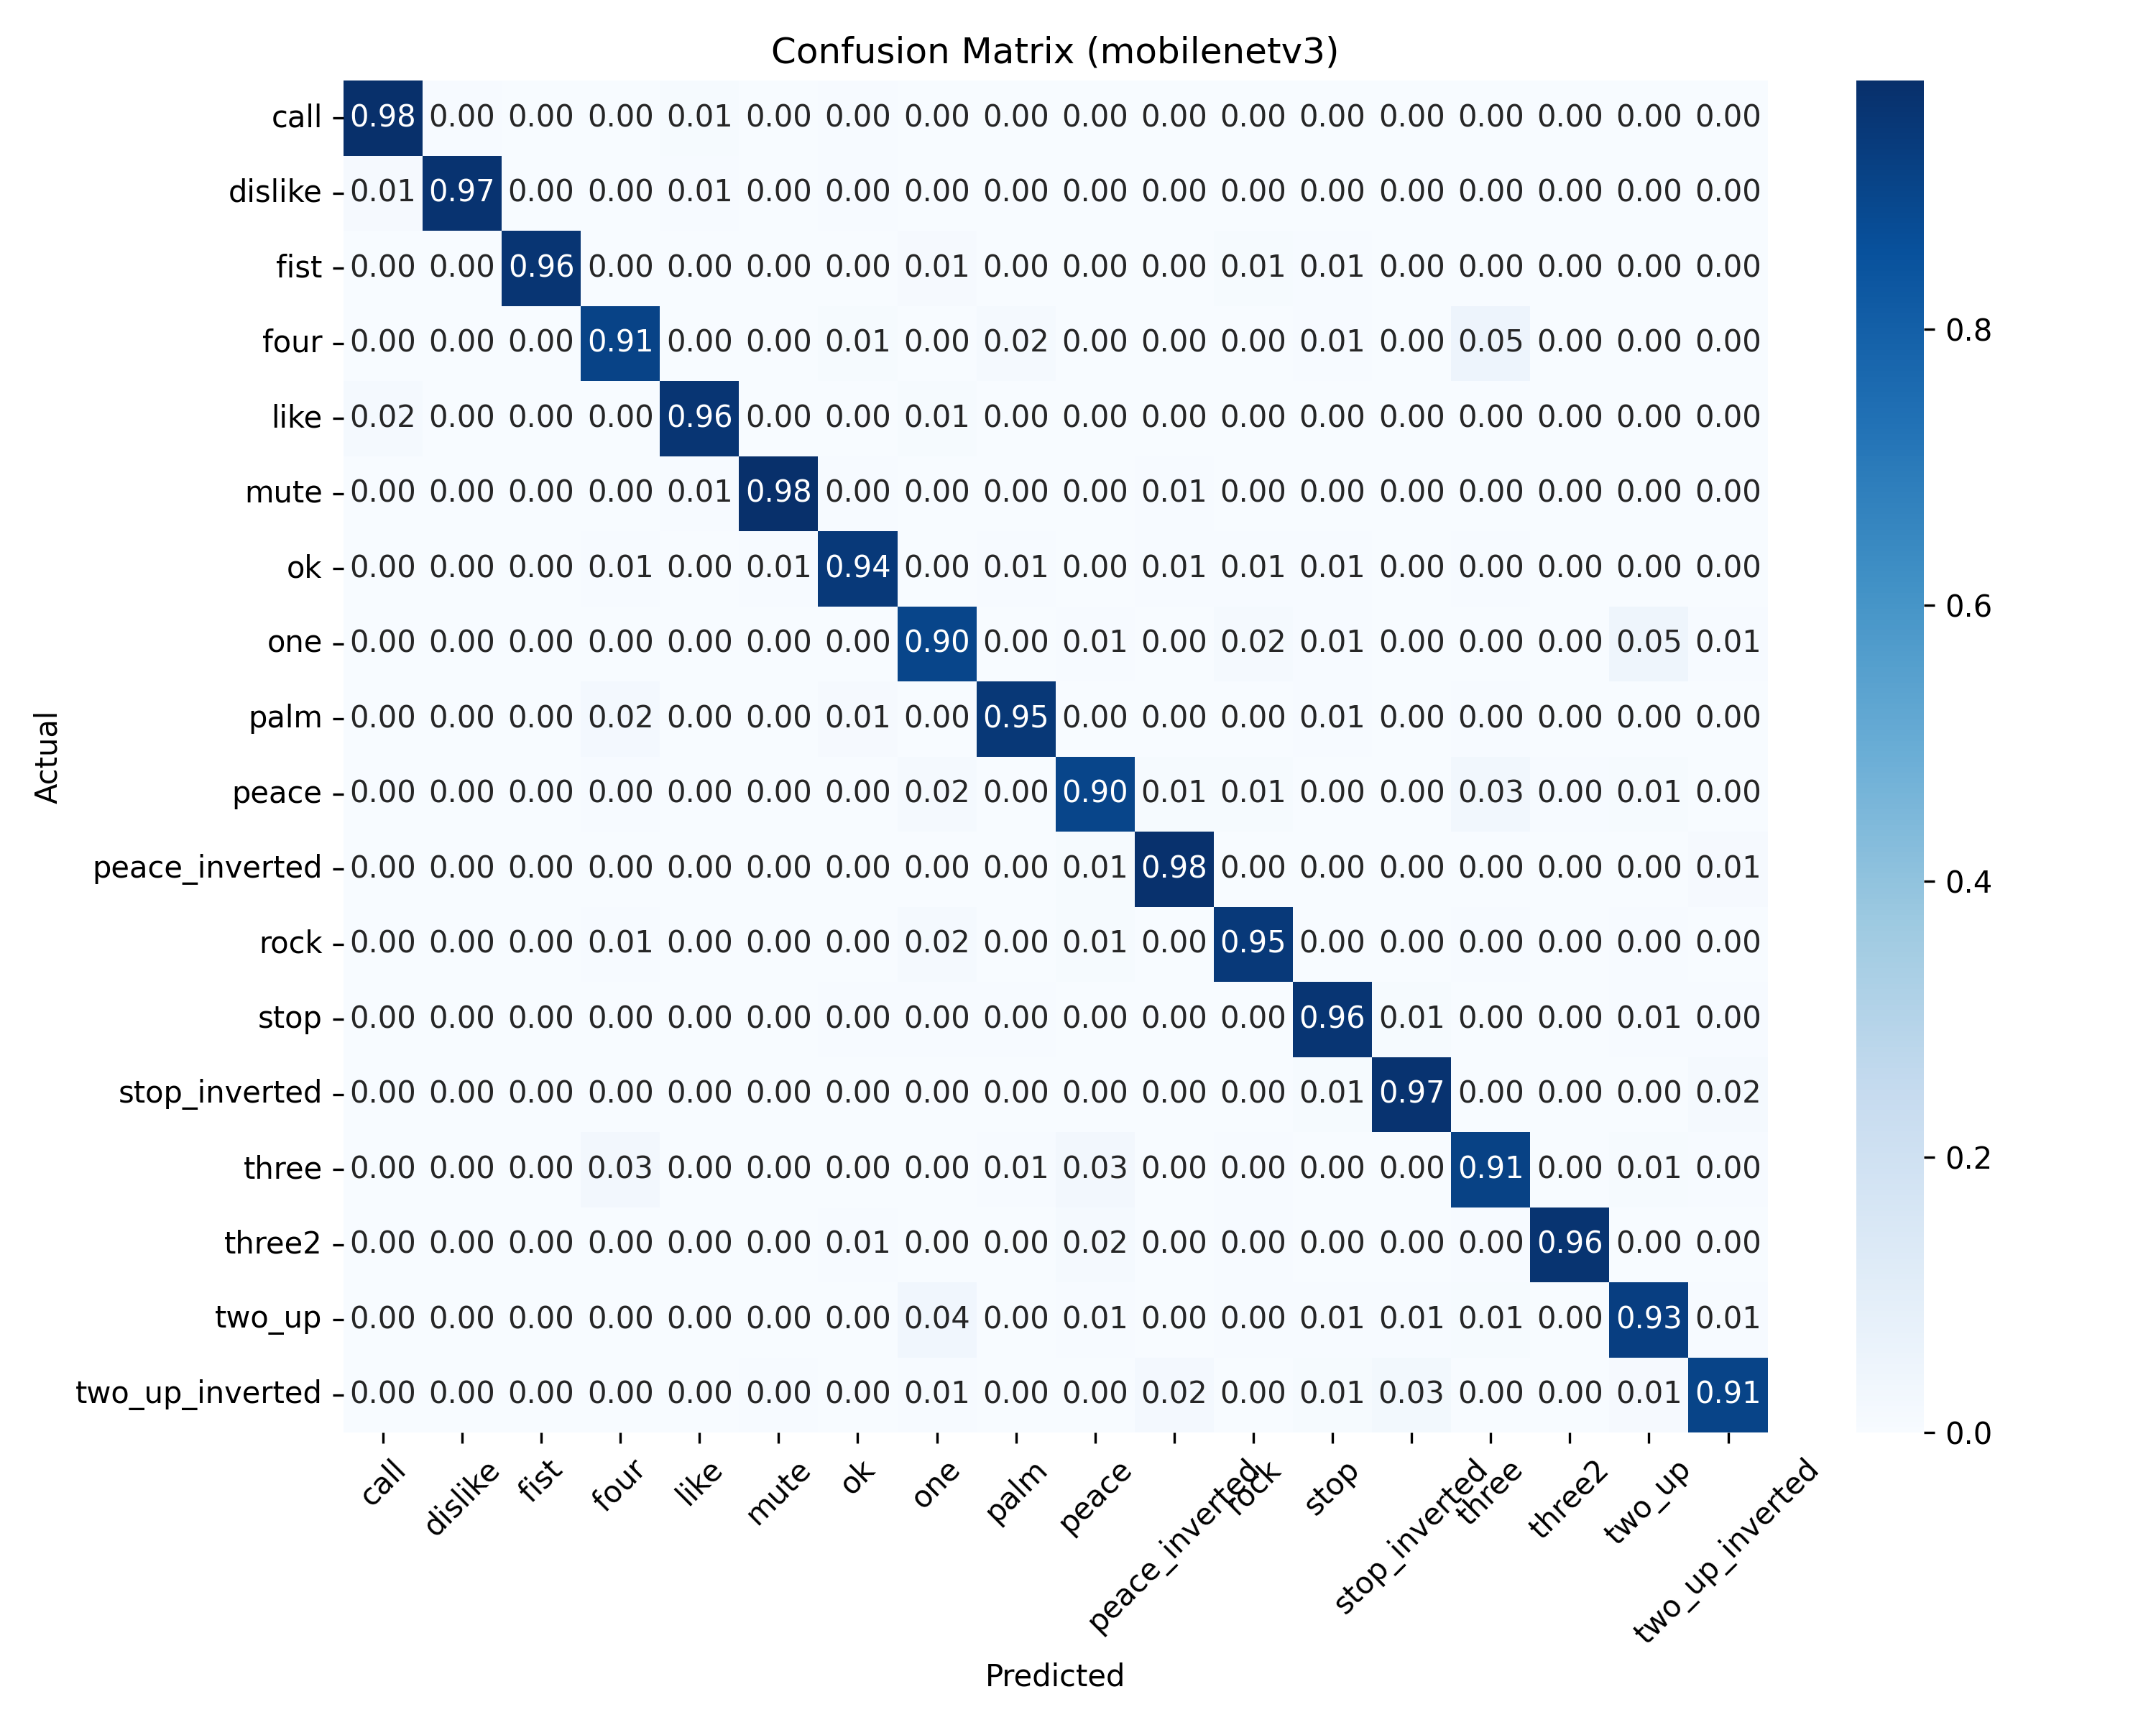 Confusion Matrix (mobilenetv3)
call 0.98 0.00 0.00 0.00 0.01 0.00 0.00 0.00 0.00 0.00 0.00 0.00 0.00 0.00 0.00 0.00 0.00 0.00
dislike 0.01 0.97 0.00 0.00 0.01 0.00 0.00 0.00 0.00 0.00 0.00 0.00 0.00 0.00 0.00 0.00 0.00 0.00
fist 0.00 0.00 0.96 0.00 0.00 0.00 0.00 0.01 0.00 0.00 0.00 0.01 0.01 0.00 0.00 0.00 0.00 0.00
four 0.00 0.00 0.00 0.91 0.00 0.00 0.01 0.00 0.02 0.00 0.00 0.00 0.01 0.00 0.05 0.00 0.00 0.00
like 0.02 0.00 0.00 0.00 0.96 0.00 0.00 0.01 0.00 0.00 0.00 0.00 0.00 0.00 0.00 0.00 0.00 0.00
mute 0.00 0.00 0.00 0.00 0.01 0.98 0.00 0.00 0.00 0.00 0.01 0.00 0.00 0.00 0.00 0.00 0.00 0.00
ok 0.00 0.00 0.00 0.01 0.00 0.01 0.94 0.00 0.01 0.00 0.01 0.01 0.01 0.00 0.00 0.00 0.00 0.00
one 0.00 0.00 0.00 0.00 0.00 0.00 0.00 0.90 0.00 0.01 0.00 0.02 0.01 0.00 0.00 0.00 0.05 0.01
palm 0.00 0.00 0.00 0.02 0.00 0.00 0.01 0.00 0.95 0.00 0.00 0.00 0.01 0.00 0.00 0.00 0.00 0.00
peace 0.00 0.00 0.00 0.00 0.00 0.00 0.00 0.02 0.00 0.90 0.01 0.01 0.00 0.00 0.03 0.00 0.01 0.00
peace_inverted 0.00 0.00 0.00 0.00 0.00 0.00 0.00 0.00 0.00 0.01 0.98 0.00 0.00 0.00 0.00 0.00 0.00 0.01
rock 0.00 0.00 0.00 0.01 0.00 0.00 0.00 0.02 0.00 0.01 0.00 0.95 0.00 0.00 0.00 0.00 0.00 0.00
stop 0.00 0.00 0.00 0.00 0.00 0.00 0.00 0.00 0.00 0.00 0.00 0.00 0.96 0.01 0.00 0.00 0.01 0.00
stop_inverted 0.00 0.00 0.00 0.00 0.00 0.00 0.00 0.00 0.00 0.00 0.00 0.00 0.01 0.97 0.00 0.00 0.00 0.02
three 0.00 0.00 0.00 0.03 0.00 0.00 0.00 0.00 0.01 0.03 0.00 0.00 0.00 0.00 0.91 0.00 0.01 0.00
three2 0.00 0.00 0.00 0.00 0.00 0.00 0.01 0.00 0.00 0.02 0.00 0.00 0.00 0.00 0.00 0.96 0.00 0.00
two_up 0.00 0.00 0.00 0.00 0.00 0.00 0.00 0.04 0.00 0.01 0.00 0.00 0.01 0.01 0.01 0.00 0.93 0.01
two_up_inverted 0.00 0.00 0.00 0.00 0.00 0.00 0.00 0.01 0.00 0.00 0.02 0.00 0.01 0.03 0.00 0.00 0.01 0.91
call dislike fist four like mute ok one palm peace peace_inverted rock stop stop_inverted three three2 two_up two_up_inverted
Predicted
Actual
0.8
0.6
0.4
0.2
0.0